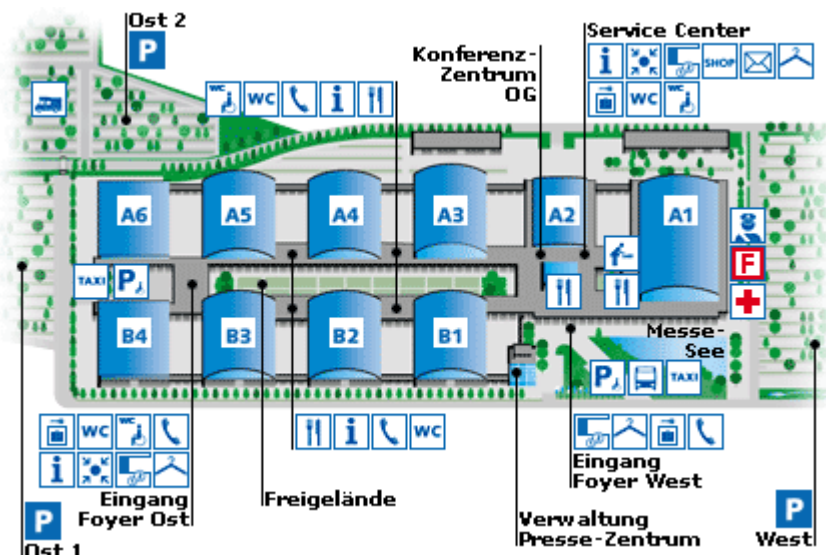 Ost 2
P
Service Center
i SHOP
WC
Konferenz-
Zentrum
OG
WC WC i
A6 A5 A4 A3 A2 A1
F
TAXI P
B4 B3 B2 B1
Messe-
See
P TAXI
WC WC
i WC
i
Eingang
Foyer Ost
Freigelände
Eingang
Foyer West
Verwaltung
Presse-Zentrum
P
Ost 1
P
West